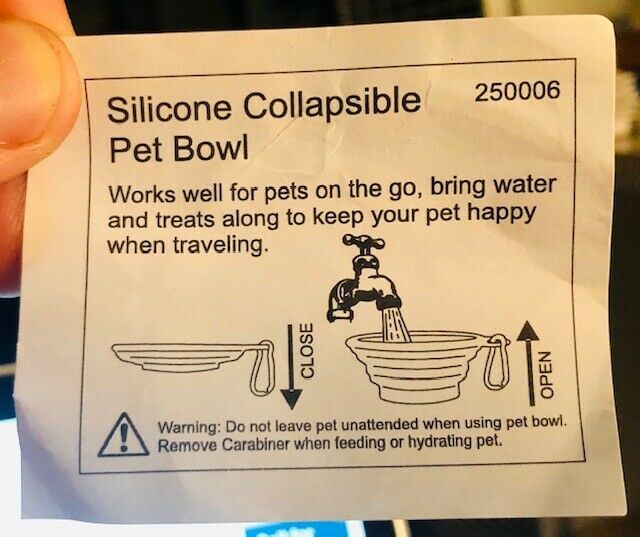 Silicone Collapsible 250006
Pet Bowl
Works well for pets on the go, bring water
and treats along to keep your pet happy
when traveling.
CLOSE
OPEN
Warning: Do not leave pet unattended when using pet bowl.
Remove Carabiner when feeding or hydrating pet.